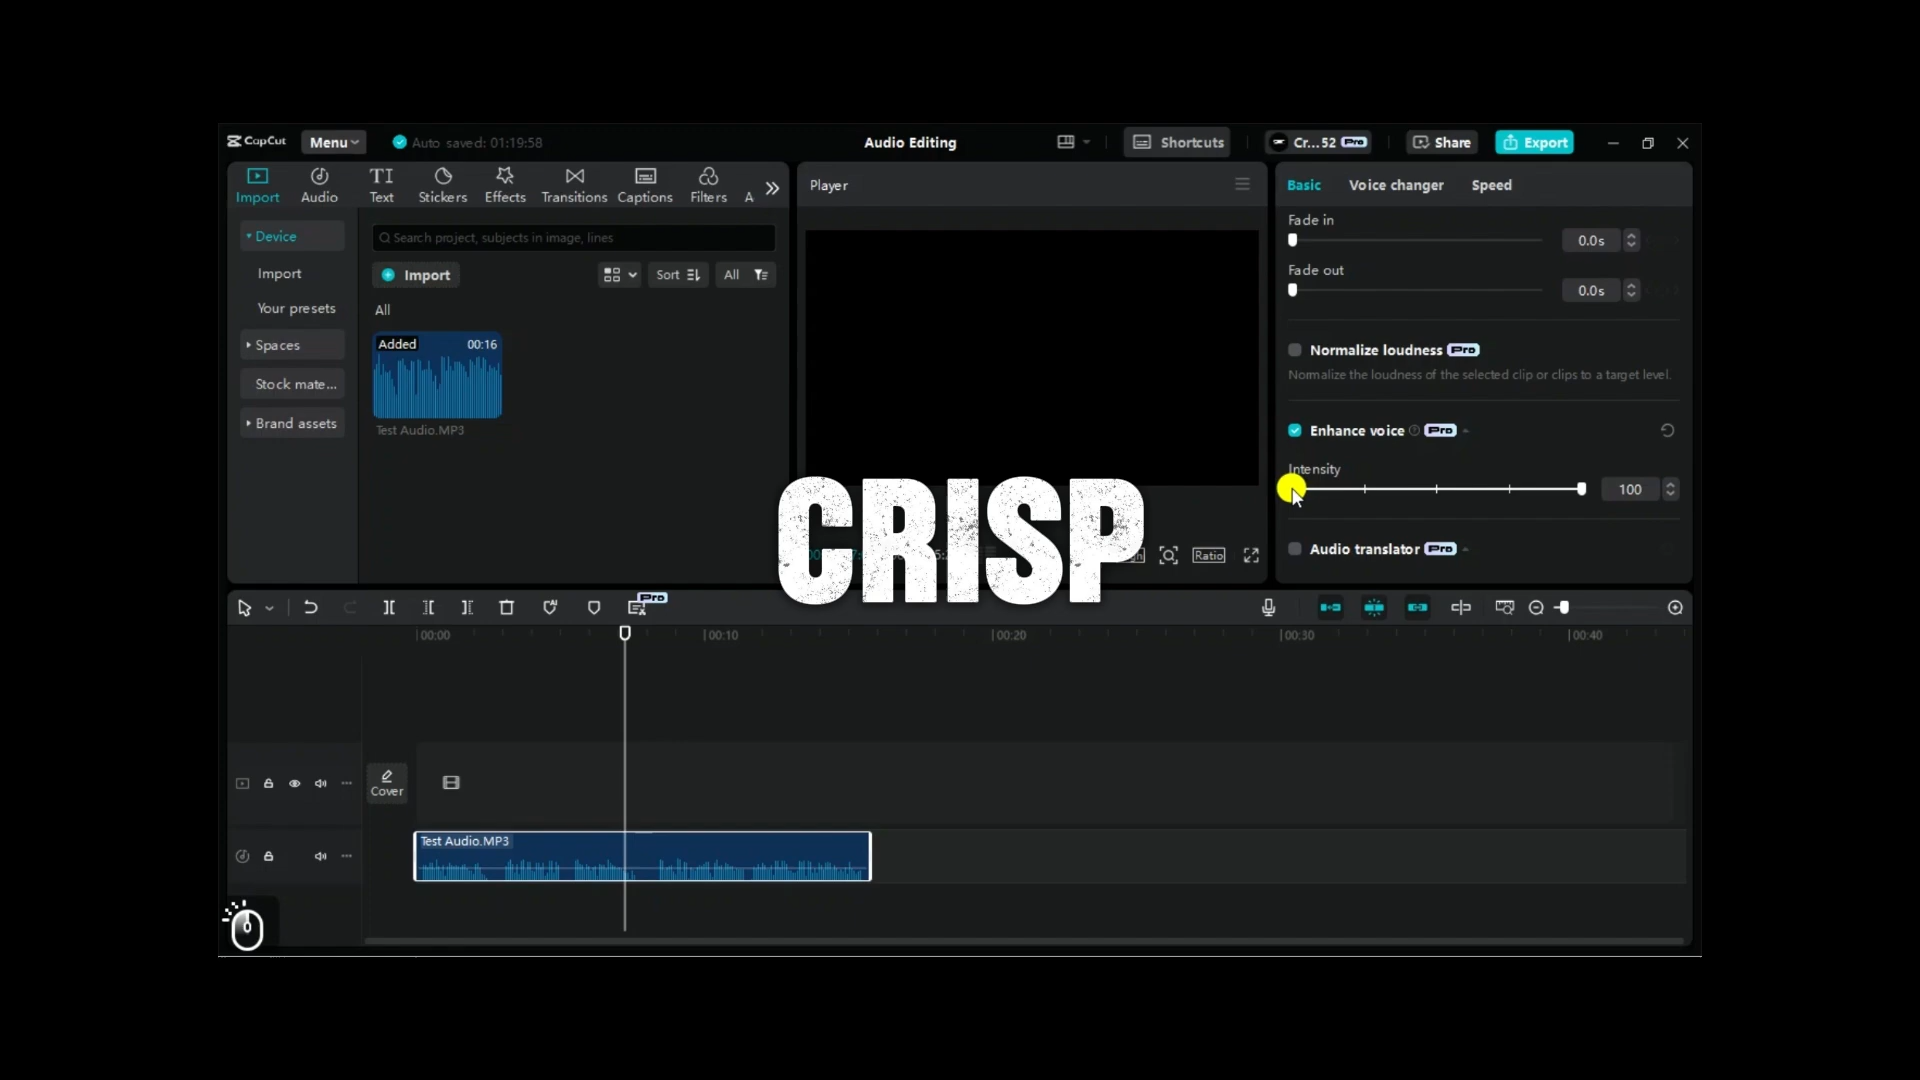 CapCut Menu Auto saved: 01:19:58 Audio Editing Shortcuts Cr...52 Pro Share Export
Import Audio Text Stickers Effects Transitions Captions Filters A
Player
Basic Voice changer Speed
Device
Import
Your presets
Spaces
Stock mate...
Brand assets
Search project, subjects in image, lines
Import Sort All
All
Added 00:16
Test Audio.MP3
Fade in
0.0s
Fade out
0.0s
Normalize loudness Pro
Normalize the loudness of the selected clip or clips to a target level.
Enhance voice Pro
Intensity
100
Audio translator Pro
CRISP
Ratio
Pro
00:00 00:10 00:20 00:30 00:40
Cover
Test Audio.MP3